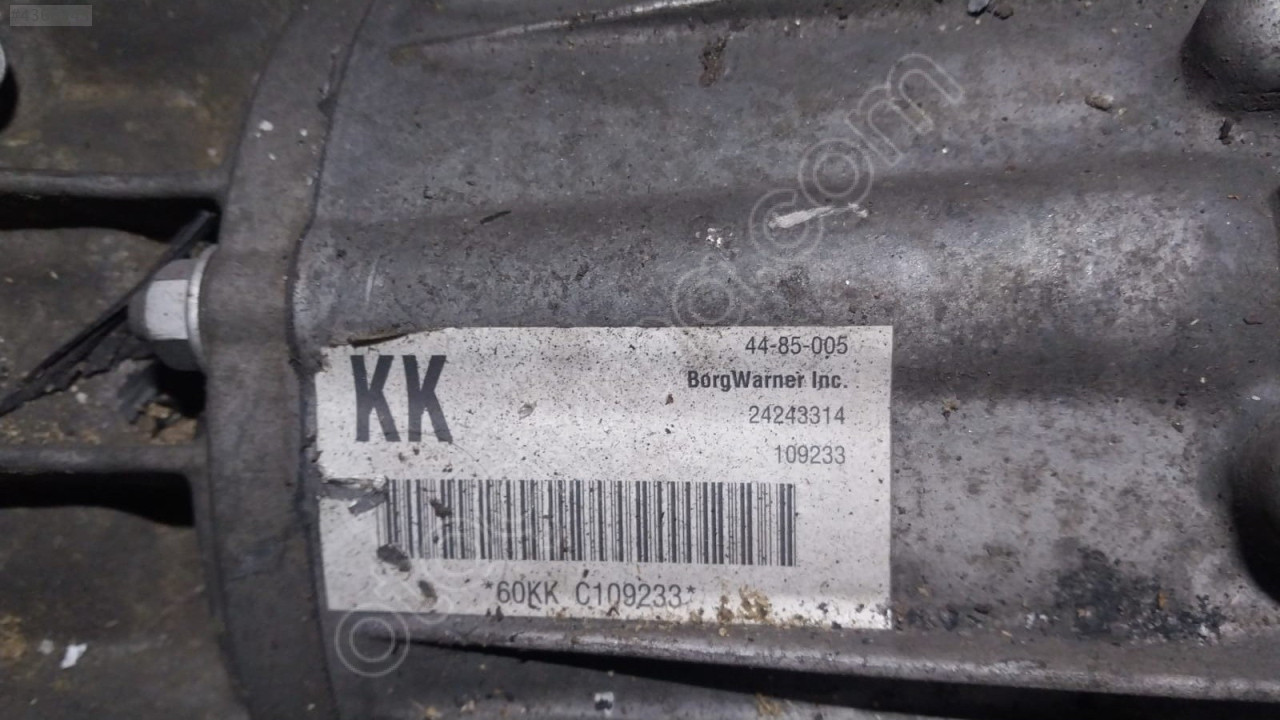 KK
44-85-005
BorgWarner Inc.
24243314
109233
*60KK C109233*